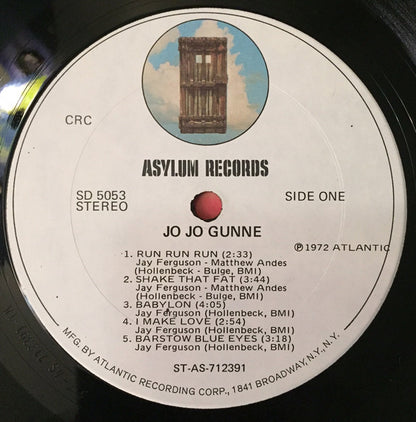 CRC
ASYLUM RECORDS
SD 5053
STEREO
SIDE ONE
JO JO GUNNE
℗ 1972 ATLANTIC
1. RUN RUN RUN (2:33)
Jay Ferguson - Matthew Andes
(Hollenbeck - Bulge, BMI)
2. SHAKE THAT FAT (3:44)
Jay Ferguson - Matthew Andes
(Hollenbeck - Bulge, BMI)
3. BABYLON (4:05)
Jay Ferguson (Hollenbeck, BMI)
4. I MAKE LOVE (2:54)
Jay Ferguson (Hollenbeck, BMI)
5. BARSTOW BLUE EYES (3:18)
Jay Ferguson (Hollenbeck, BMI)
ST-AS-712391
MFG. BY ATLANTIC RECORDING CORP., 1841 BROADWAY, N.Y., N.Y.